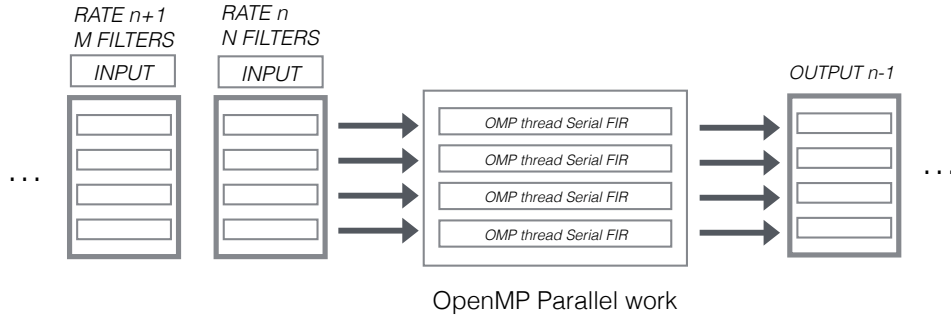 RATE n+1
M FILTERS
INPUT
RATE n
N FILTERS
INPUT
OMP thread Serial FIR
OMP thread Serial FIR
OMP thread Serial FIR
OMP thread Serial FIR
OUTPUT n-1
...
...
OpenMP Parallel work